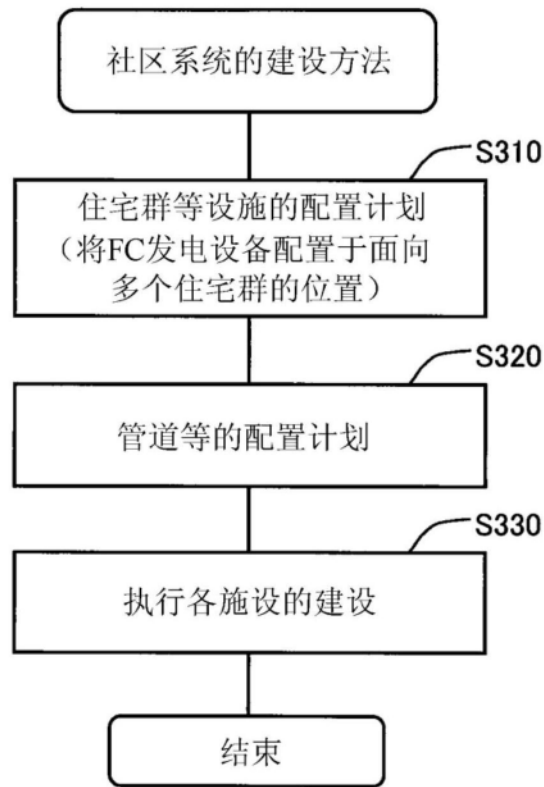 社区系统的建设方法
S310
住宅群等设施的配置计划
（将FC发电设备配置于面向
多个住宅群的位置）
S320
管道等的配置计划
S330
执行各施设的建设
结束